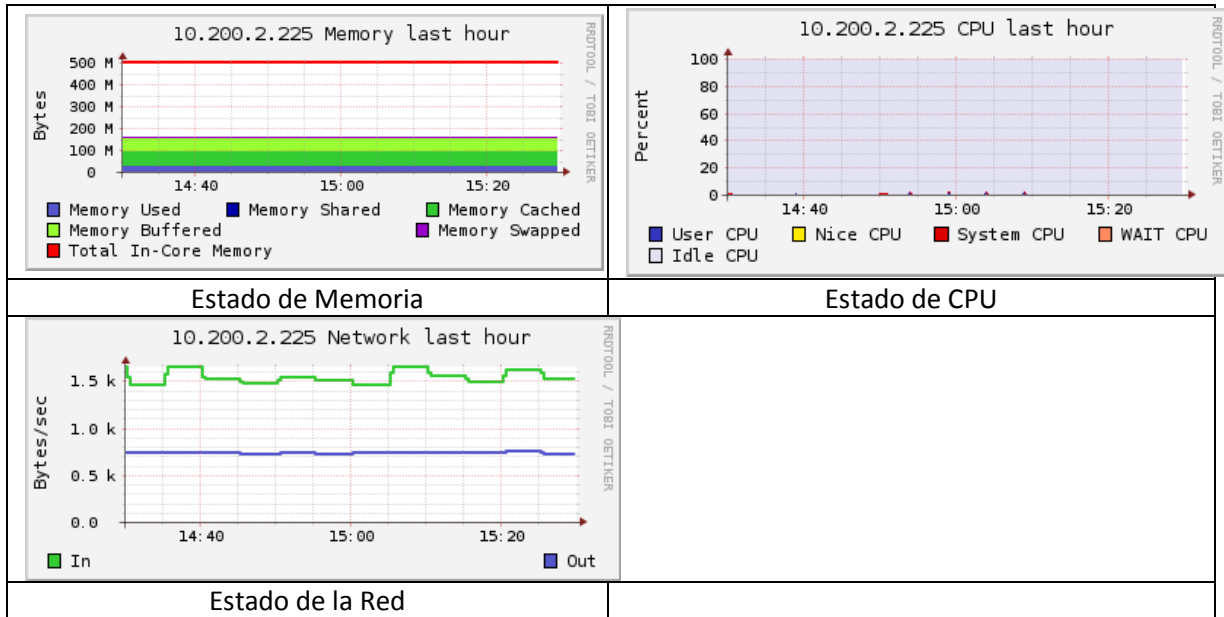 10.200.2.225 Memory last hour
RRDTOOL / TOBI OETIKER
Bytes
500 M
400 M
300 M
200 M
100 M
0
14:40 15:00 15:20
Memory Used Memory Shared Memory Cached
Memory Buffered Memory Swapped
Total In-Core Memory
10.200.2.225 CPU last hour
RRDTOOL / TOBI OETIKER
Percent
100
80
60
40
20
0
14:40 15:00 15:20
User CPU Nice CPU System CPU WAIT CPU
Idle CPU
Estado de Memoria
Estado de CPU
10.200.2.225 Network last hour
RRDTOOL / TOBI OETIKER
Bytes/sec
1.5 k
1.0 k
0.5 k
0.0
14:40 15:00 15:20
In Out
Estado de la Red